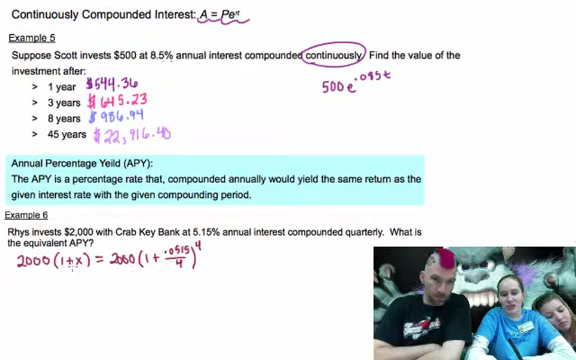 Continuously Compounded Interest: A = Pe^rt
Example 5
Suppose Scott invests $500 at 8.5% annual interest compounded continuously. Find the value of the
investment after:
500e^.085t
> 1 year $544.36
> 3 years $645.23
> 8 years $986.94
> 45 years $22,916.40
Annual Percentage Yeild (APY):
The APY is a percentage rate that, compounded annually would yield the same return as the
given interest rate with the given compounding period.
Example 6
Rhys invests $2,000 with Crab Key Bank at 5.15% annual interest compounded quarterly. What is
the equivalent APY?
2000(1+x) = 2000(1 + .0515/4)^4